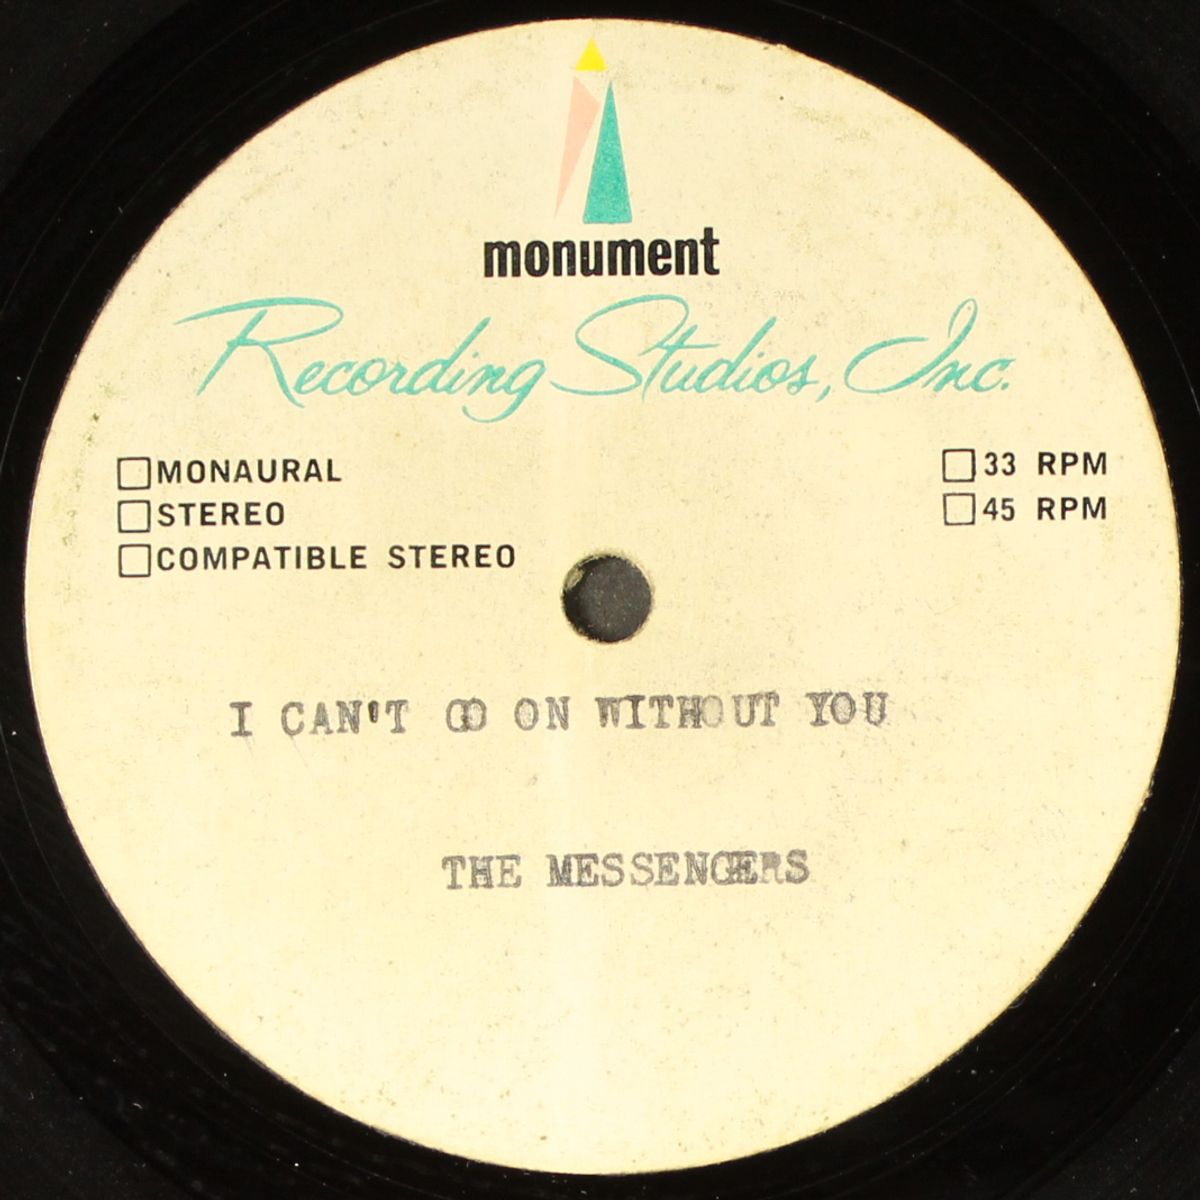 monument
Recording Studios, Inc.
☐ MONAURAL ☐ 33 RPM
☐ STEREO ☐ 45 RPM
☐ COMPATIBLE STEREO
I CAN'T GO ON WITHOUT YOU
THE MESSENGERS